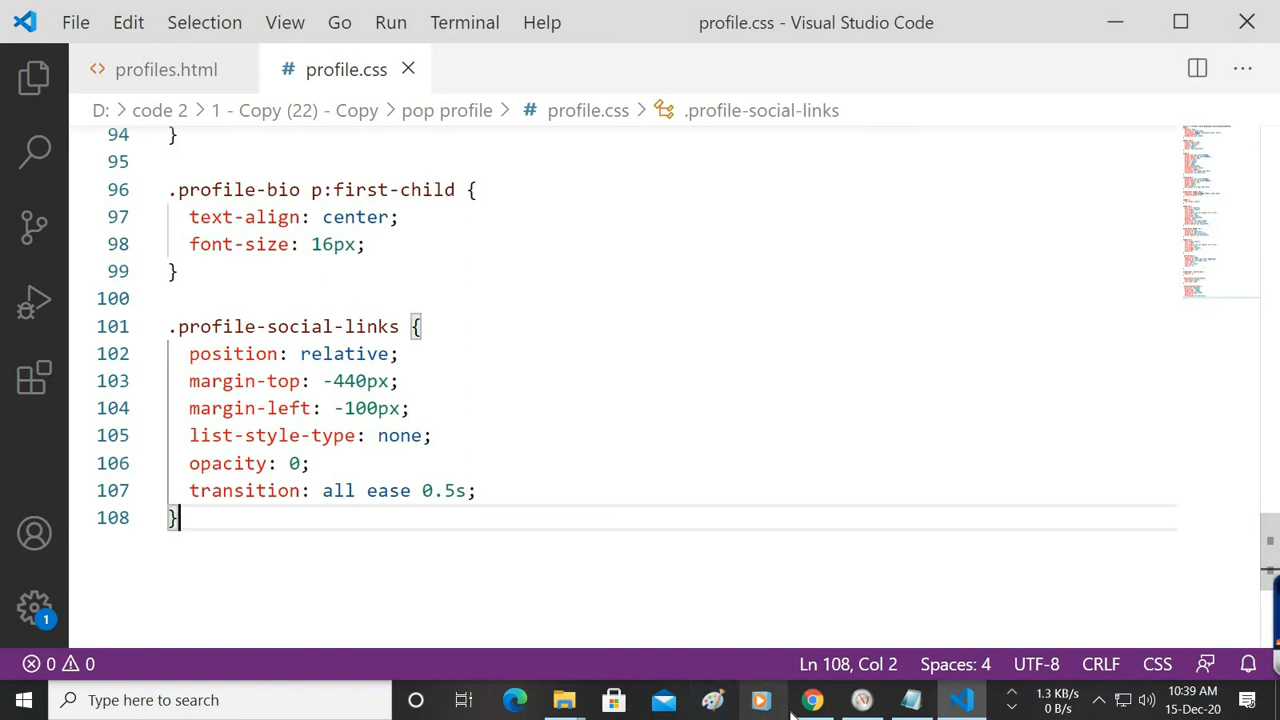 File Edit Selection View Go Run Terminal Help profile.css - Visual Studio Code
<> profiles.html # profile.css
D: > code 2 > 1 - Copy (22) - Copy > pop profile > # profile.css > .profile-social-links
94 }
95
96 .profile-bio p:first-child {
97 text-align: center;
98 font-size: 16px;
99 }
100
101 .profile-social-links {
102 position: relative;
103 margin-top: -440px;
104 margin-left: -100px;
105 list-style-type: none;
106 opacity: 0;
107 transition: all ease 0.5s;
108 }
1
0 0 Ln 108, Col 2 Spaces: 4 UTF-8 CRLF CSS
Type here to search 1.3 KB/s 10:39 AM
0 B/s 15-Dec-20